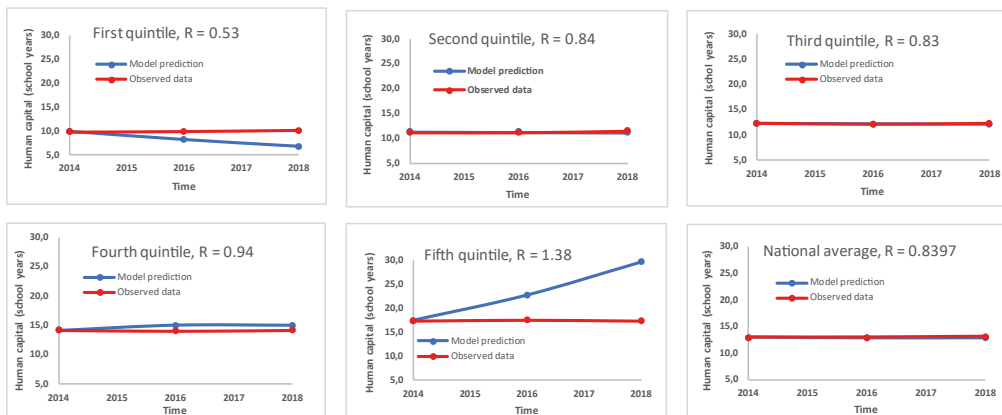 First quintile, R = 0.53
Human capital (school years)
30,0
25,0
20,0
15,0
10,0
5,0
Model prediction
Observed data
2014 2015 2016 2017 2018
Time
Second quintile, R = 0.84
Human capital (school years)
30,0
25,0
20,0
15,0
10,0
5,0
Model prediction
Observed data
2014 2015 2016 2017 2018
Time
Third quintile, R = 0.83
Human capital (schol years)
30,0
25,0
20,0
15,0
10,0
5,0
Model prediction
Observed data
2014 2015 2016 2017 2018
Time
Fourth quintile, R = 0.94
Human capital (school years)
30,0
25,0
20,0
15,0
10,0
5,0
Model prediction
Observed data
2014 2015 2016 2017 2018
Time
Fifth quintile, R = 1.38
Human capital (school years)
30,0
25,0
20,0
15,0
10,0
5,0
Model prediction
Observed data
2014 2015 2016 2017 2018
Time
National average, R = 0.8397
Human capital (school years)
30,0
25,0
20,0
15,0
10,0
5,0
Model prediction
Observed data
2014 2015 2016 2017 2018
Time